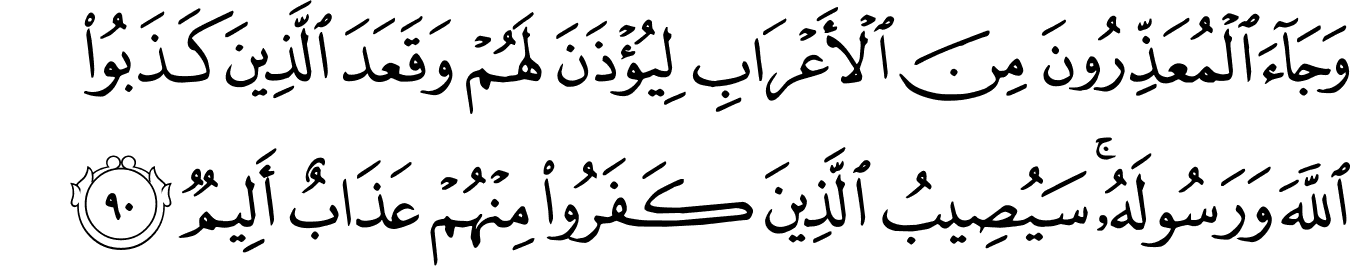 وَجَآءَ ٱلْمُعَذِّرُونَ مِنَ ٱلْأَعْرَابِ لِيُؤْذَنَ لَهُمْ وَقَعَدَ ٱلَّذِينَ كَذَبُوا۟
ٱللَّهَ وَرَسُولَهُۥ ۚ سَيُصِيبُ ٱلَّذِينَ كَفَرُوا۟ مِنْهُمْ عَذَابٌ أَلِيمٌ ٩٠